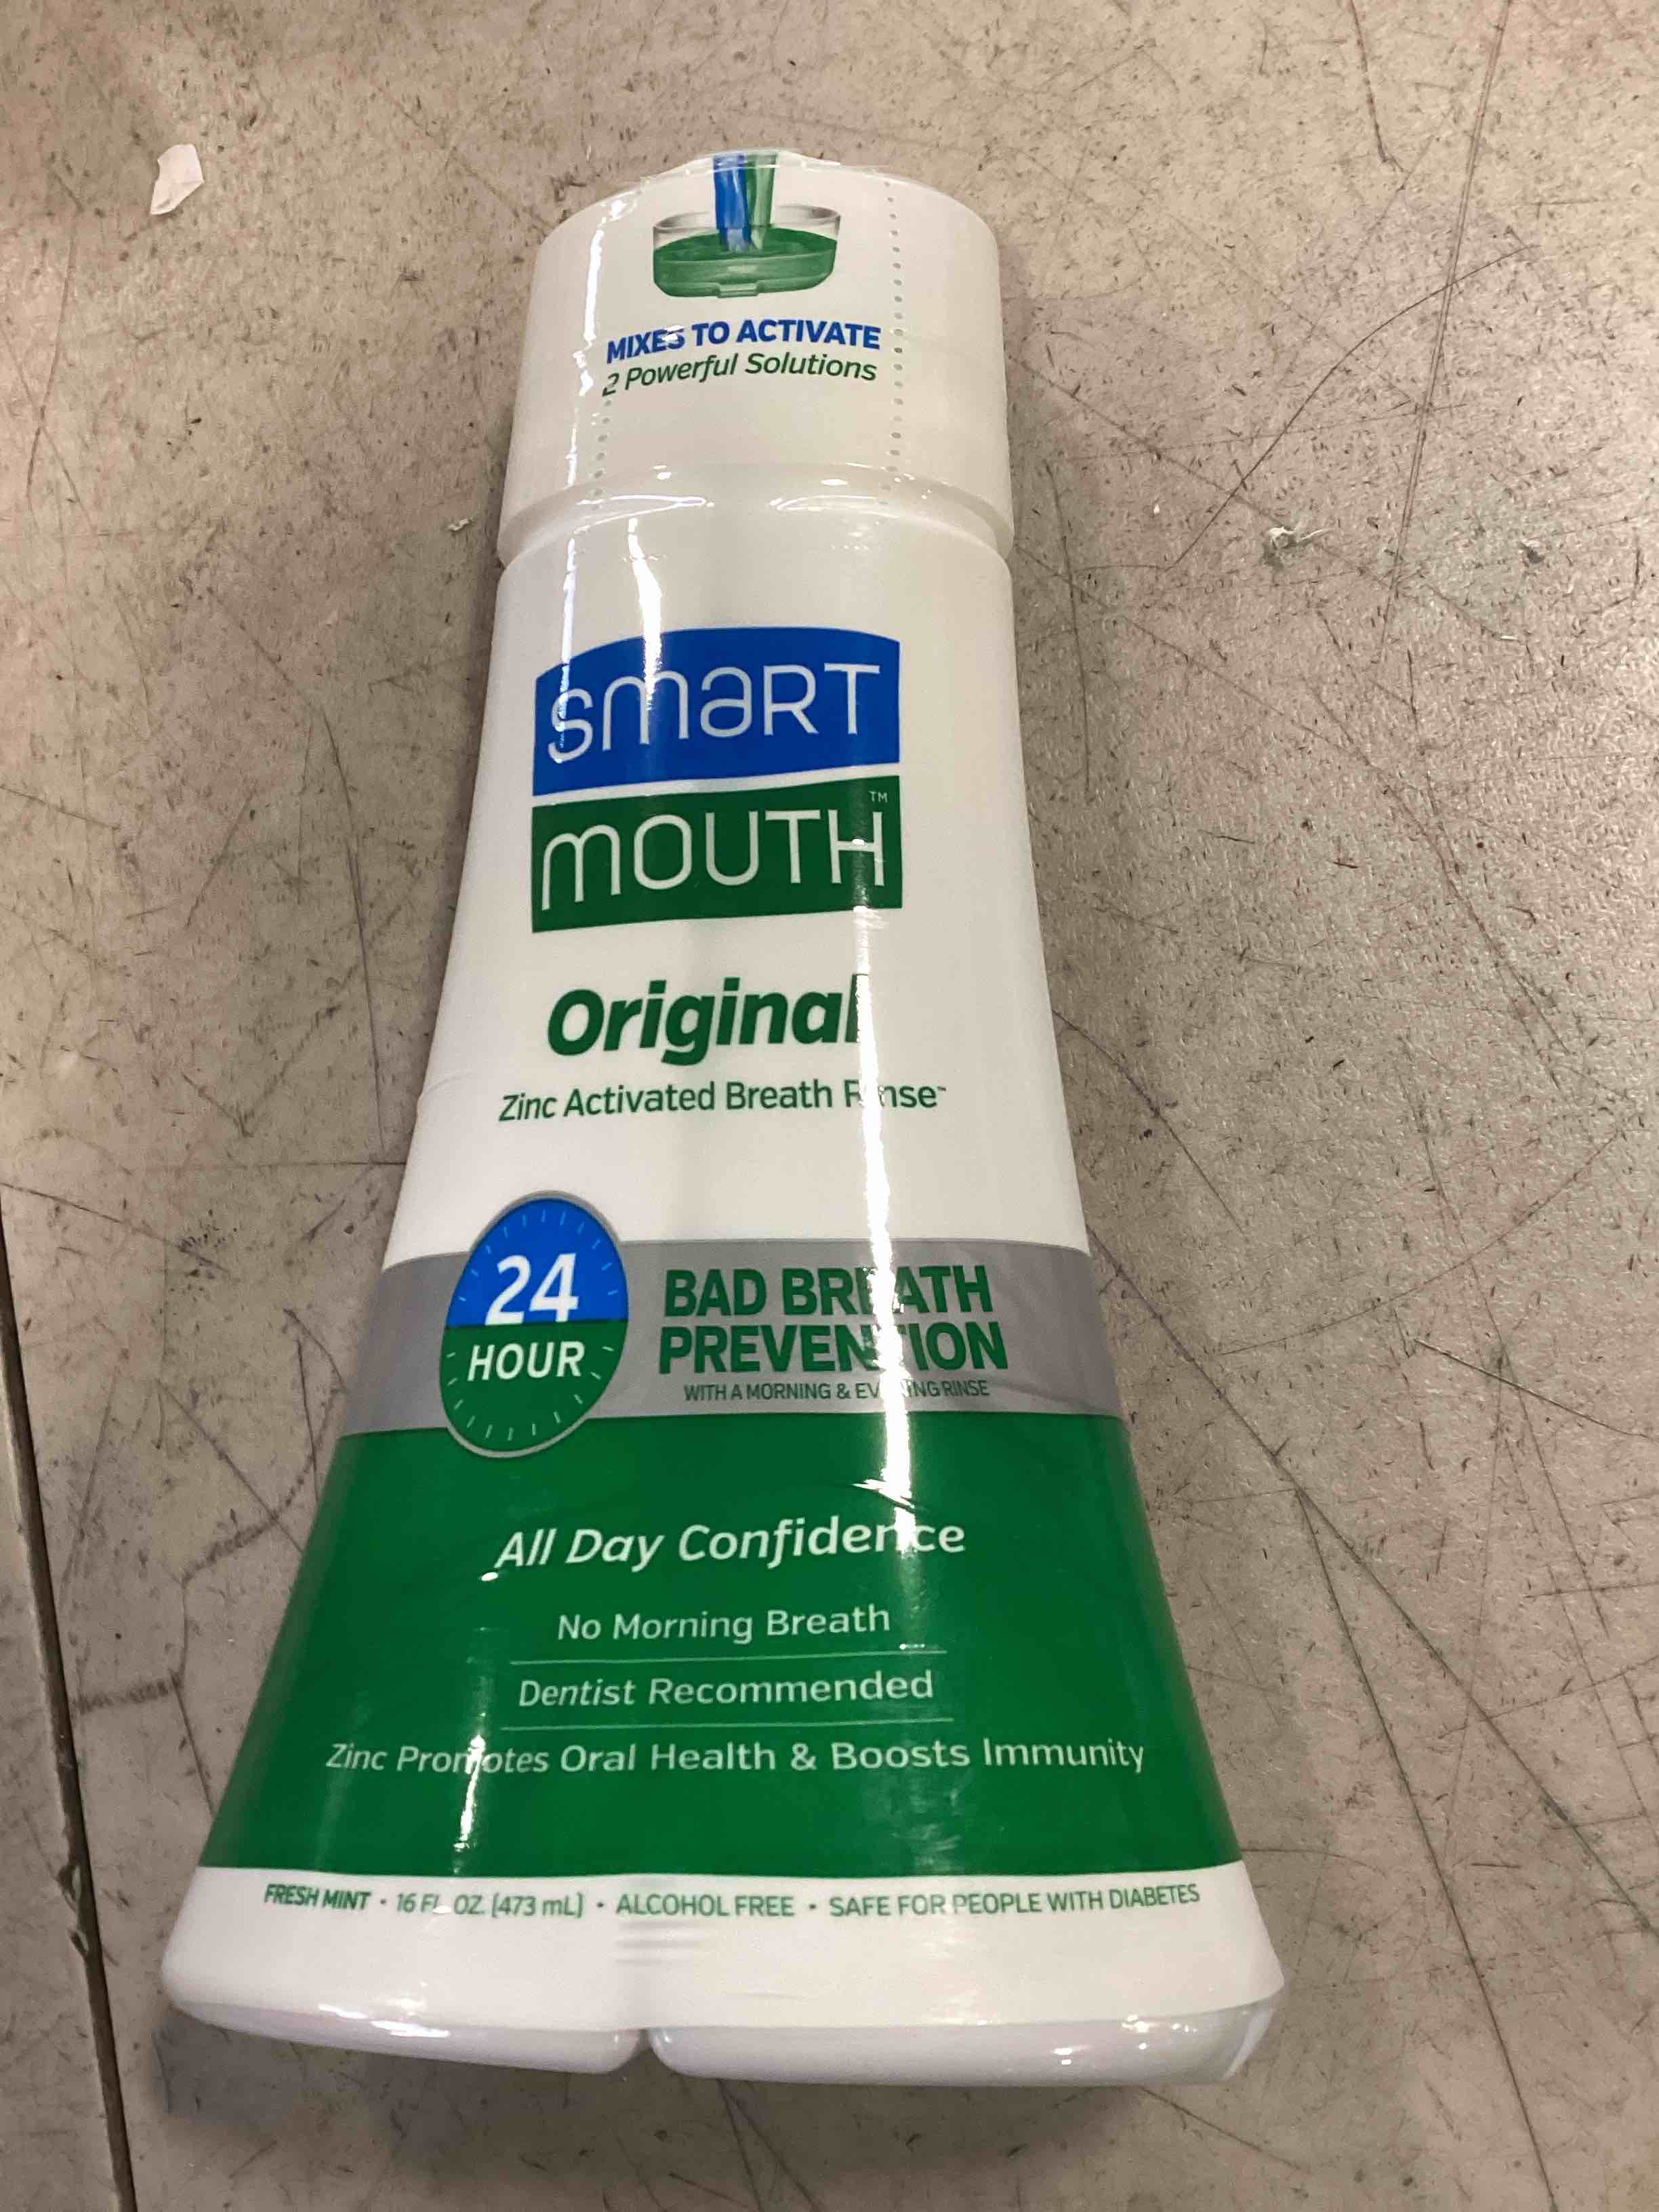 MIXES TO ACTIVATE
2 Powerful Solutions
SMART
MOUTH™
Original
Zinc Activated Breath Rinse™
24
HOUR
BAD BREATH
PREVENTION
WITH A MORNING & EVENING RINSE
All Day Confidence
No Morning Breath
Dentist Recommended
Zinc Promotes Oral Health & Boosts Immunity
FRESH MINT • 16 FL. OZ. (473 mL) • ALCOHOL FREE • SAFE FOR PEOPLE WITH DIABETES